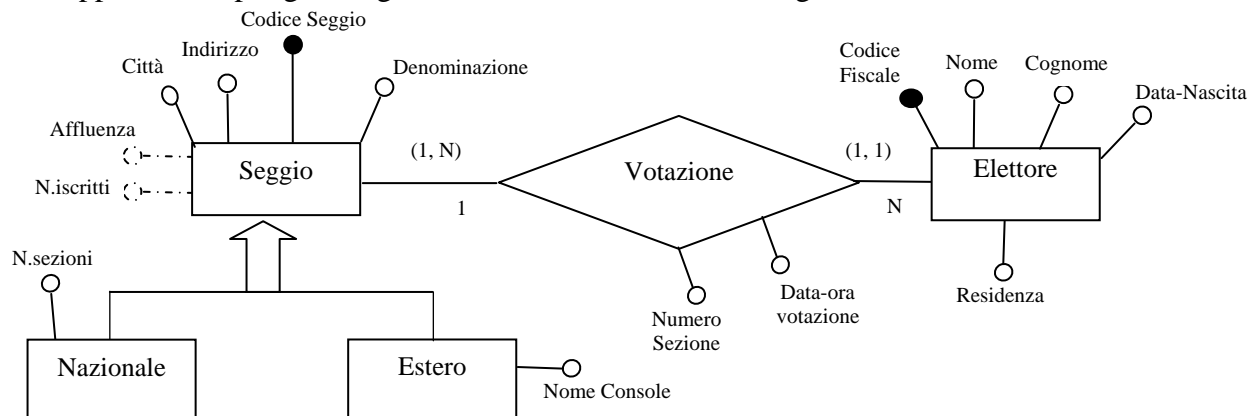 Codice Seggio
Indirizzo
Città
Denominazione
Affluenza
N.iscritti
Seggio
(1, N)
1
Votazione
(1, 1)
N
Codice
Fiscale
Nome
Cognome
Data-Nascita
Elettore
Residenza
Numero
Sezione
Data-ora
votazione
N.sezioni
Nazionale
Estero
Nome Console